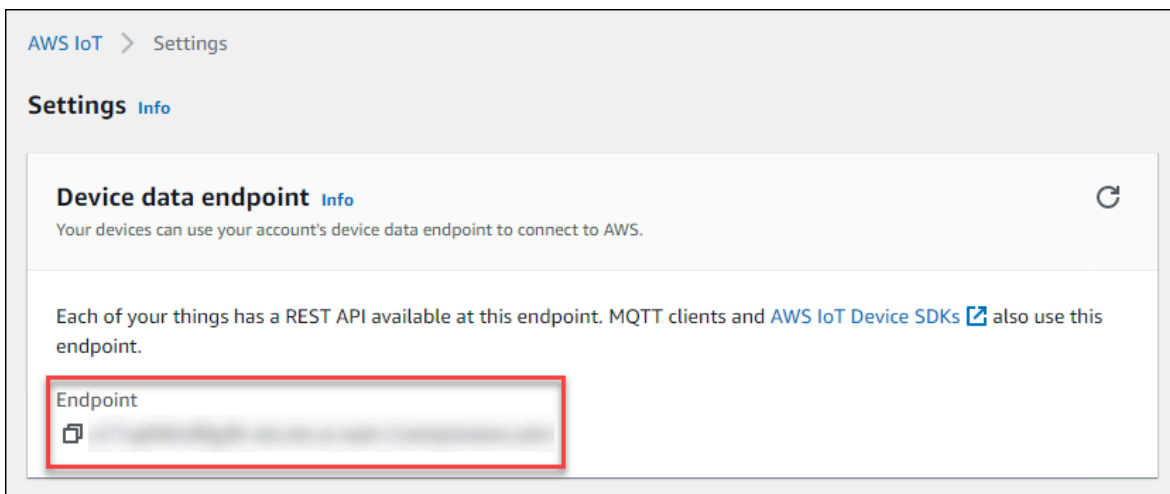 AWS IoT > Settings
Settings Info
Device data endpoint Info
Your devices can use your account's device data endpoint to connect to AWS.
Each of your things has a REST API available at this endpoint. MQTT clients and AWS IoT Device SDKs also use this
endpoint.
Endpoint